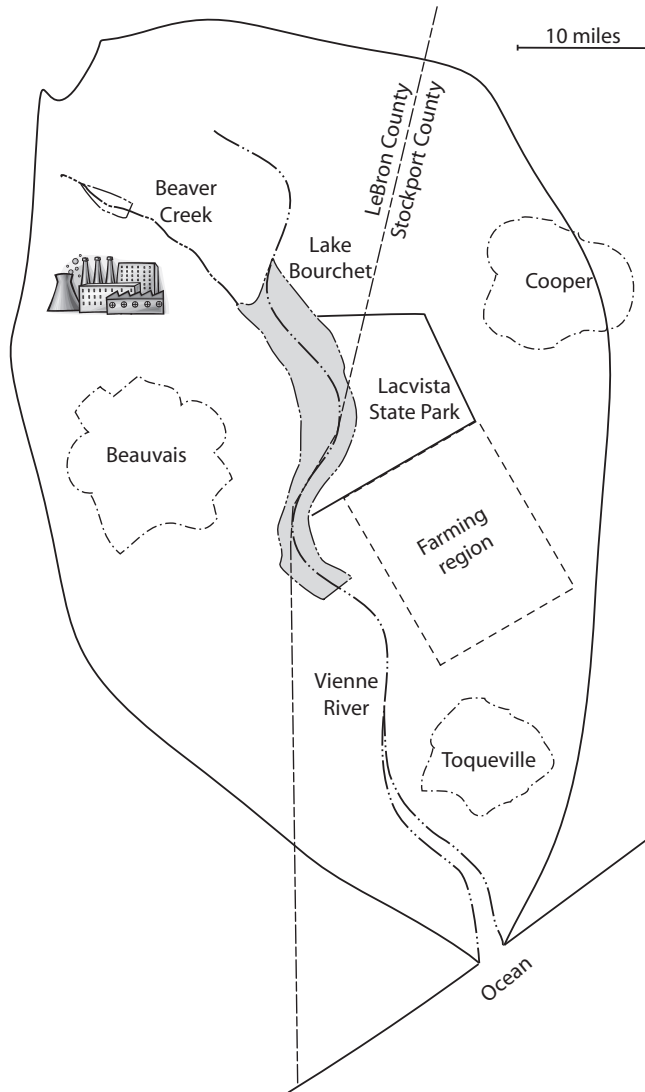 10 miles
LeBron County
Stockport County
Beaver
Creek
Lake
Bourchet
Cooper
Lacvista
State Park
Beauvais
Farming
region
Vienne
River
Toqueville
Ocean